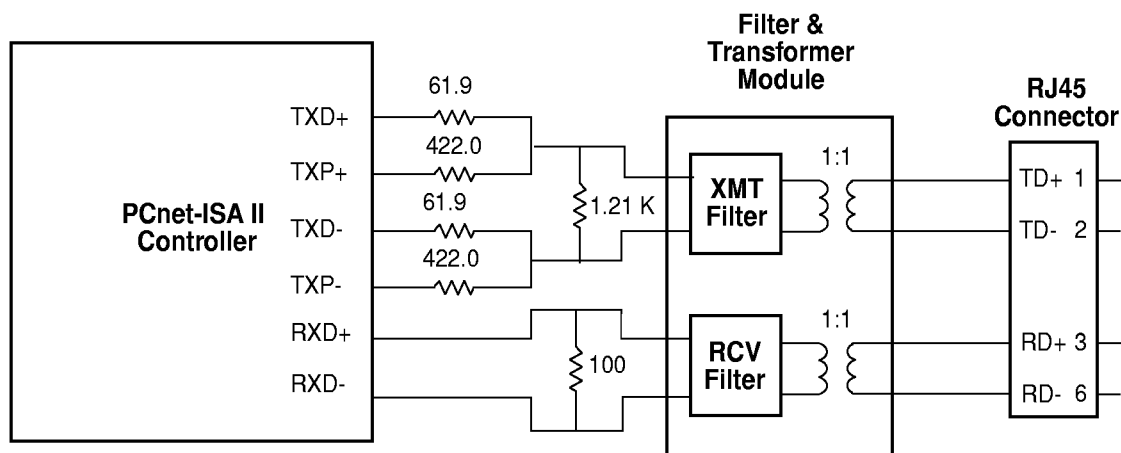 Filter &
Transformer
Module
RJ45
Connector
PCnet-ISA II
Controller
TXD+
61.9
TXP+
422.0
TXD-
61.9
TXP-
422.0
RXD+
RXD-
1.21 K
100
XMT
Filter
1:1
RCV
Filter
1:1
TD+ 1
TD- 2
RD+ 3
RD- 6